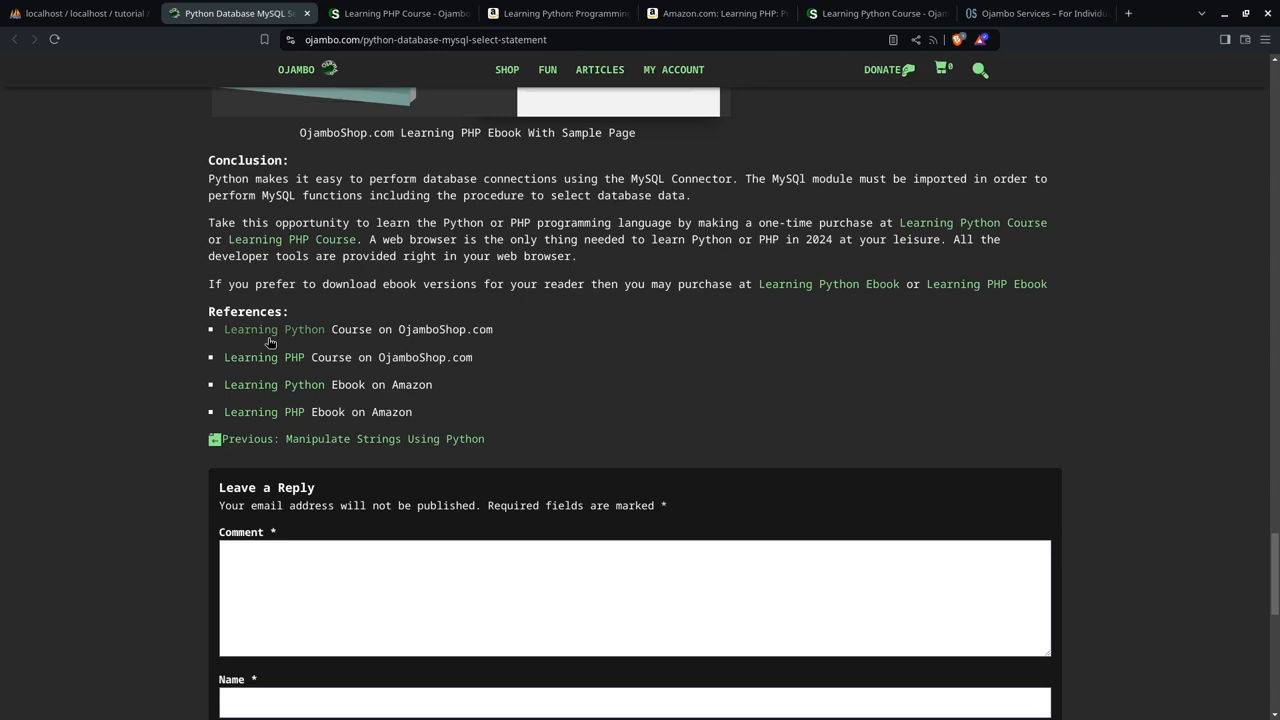 localhost / localhost / tutorial /
Python Database MySQL Se
Learning PHP Course - Ojambo
Learning Python: Programming
Amazon.com: Learning PHP: P
Learning Python Course - Ojam
Ojambo Services – For Individu
ojambo.com/python-database-mysql-select-statement
OJAMBO
SHOP
FUN
ARTICLES
MY ACCOUNT
DONATE
0
OjamboShop.com Learning PHP Ebook With Sample Page
Conclusion:
Python makes it easy to perform database connections using the MySQL Connector. The MySQl module must be imported in order to
perform MySQL functions including the procedure to select database data.
Take this opportunity to learn the Python or PHP programming language by making a one-time purchase at Learning Python Course
or Learning PHP Course. A web browser is the only thing needed to learn Python or PHP in 2024 at your leisure. All the
developer tools are provided right in your web browser.
If you prefer to download ebook versions for your reader then you may purchase at Learning Python Ebook or Learning PHP Ebook
References:
Learning Python Course on OjamboShop.com
Learning PHP Course on OjamboShop.com
Learning Python Ebook on Amazon
Learning PHP Ebook on Amazon
Previous: Manipulate Strings Using Python
Leave a Reply
Your email address will not be published. Required fields are marked *
Comment *
Name *